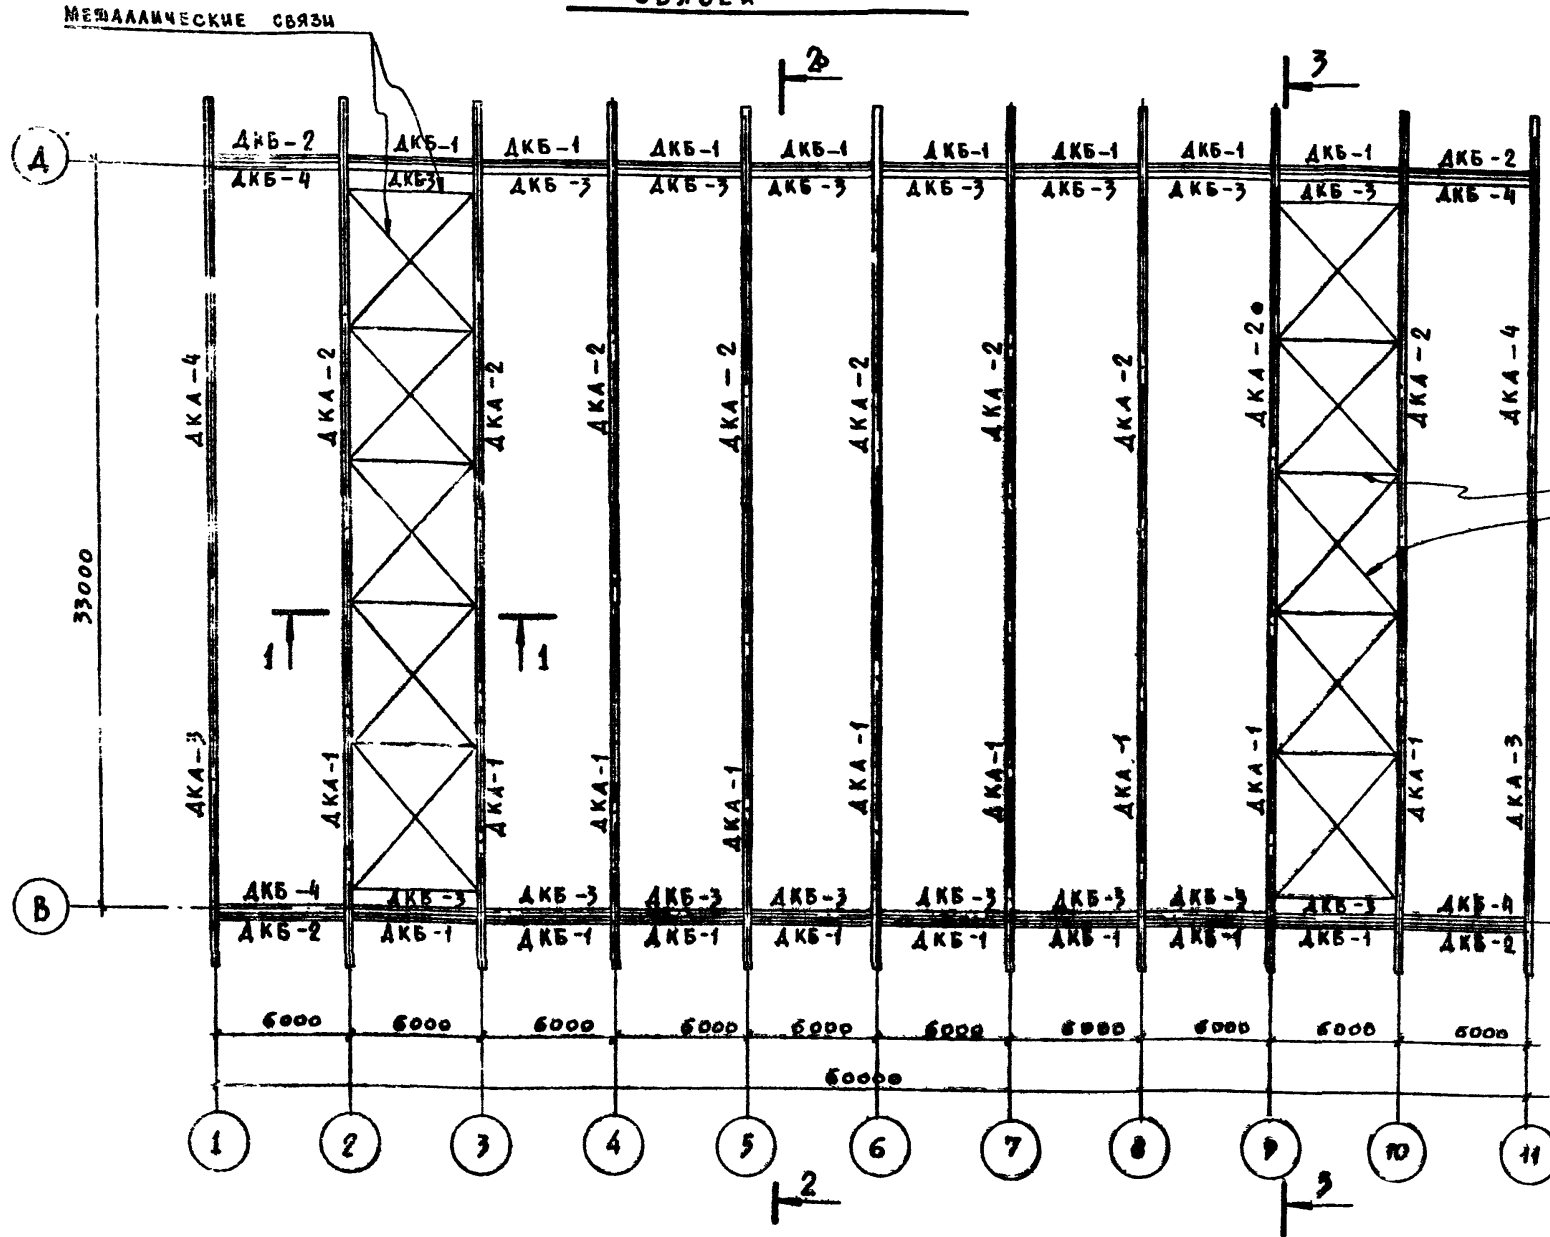 МЕТАЛЛИЧЕСКИЕ СВЯЗИ
2
3
Д
ДКБ-2 ДКБ-1 ДКБ-1 ДКБ-1 ДКБ-1 ДКБ-1 ДКБ-1 ДКБ-1 ДКБ-1 ДКБ-2
ДКБ-4 ДКБ-3 ДКБ-3 ДКБ-3 ДКБ-3 ДКБ-3 ДКБ-3 ДКБ-3 ДКБ-3 ДКБ-4
ДКА-4 ДКА-2 ДКА-2 ДКА-2 ДКА-2 ДКА-2 ДКА-2 ДКА-2 ДКА-2 ДКА-2 ДКА-4
33000
1 1
ДКА-3 ДКА-1 ДКА-1 ДКА-1 ДКА-1 ДКА-1 ДКА-1 ДКА-1 ДКА-1 ДКА-1 ДКА-3
В
ДКБ-4 ДКБ-3 ДКБ-3 ДКБ-3 ДКБ-3 ДКБ-3 ДКБ-3 ДКБ-3 ДКБ-3 ДКБ-4
ДКБ-2 ДКБ-1 ДКБ-1 ДКБ-1 ДКБ-1 ДКБ-1 ДКБ-1 ДКБ-1 ДКБ-1 ДКБ-2
6000 6000 6000 6000 6000 6000 6000 6000 6000 6000
60000
1 2 3 4 5 6 7 8 9 10 11
2
3